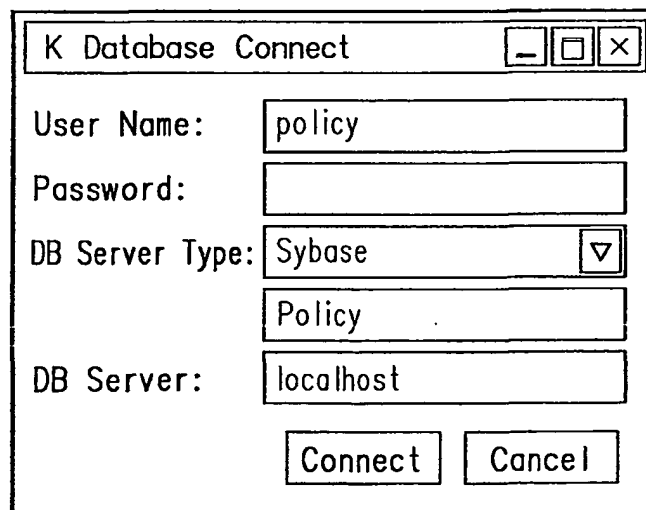 K Database Connect
User Name: policy
Password:
DB Server Type: Sybase
Policy
DB Server: localhost
Connect Cancel